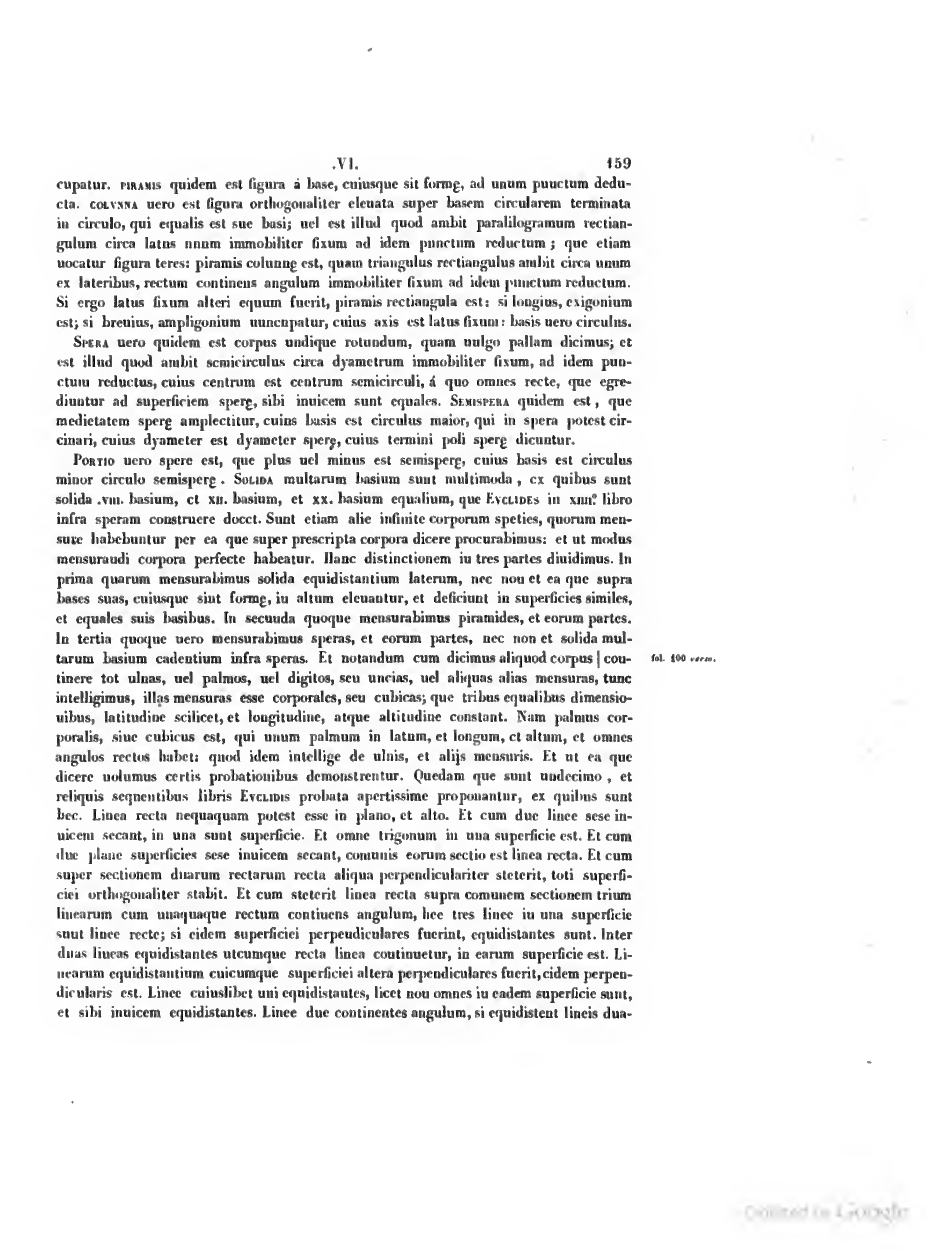 .VI. 159
cupatur. PIRAMIS quidem est figura á base, cuiusque sit formę, ad unum punctum dedu-
cta. COLVNNA uero est figura orthogonaliter eleuata super basem circularem terminata
in circulo, qui equalis est sue basi; uel est illud quod ambit paralilogramum rectian-
gulum circa latus unum immobiliter fixum ad idem punctum reductum; que etiam
uocatur figura teres: piramis colunnę est, quam triangulus rectiangulus ambit circa unum
ex lateribus, rectum continens angulum immobiliter fixum ad idem punctum reductum.
Si ergo latus fixum alteri equum fuerit, piramis rectiangula est: si longius, exigonium
est; si breuius, ampligonium nuncupatur, cuius axis est latus fixum: basis uero circulus.
SPERA uero quidem est corpus undique rotundum, quam uulgo pallam dicimus; et
est illud quod ambit semicirculus circa dyametrum immobiliter fixum, ad idem pun-
ctum reductus, cuius centrum est centrum semicirculi, á quo omnes recte, que egre-
diuntur ad superficiem sperę, sibi inuicem sunt equales. SEMISPERA quidem est, que
medietatem sperę amplectitur, cuius basis est circulus maior, qui in spera potest cir-
cinari, cuius dyameter est dyameter sperę, cuius termini poli sperę dicuntur.
PORTIO uero spere est, que plus uel minus est semisperę, cuius basis est circulus
minor circulo semisperę. SOLIDA multarum basium sunt multimoda, ex quibus sunt
solida .VIII. basium, et XII. basium, et XX. basium equalium, que EVCLIDES in XIIII.º libro
infra speram construere docet. Sunt etiam alie infinite corporum speties, quorum men-
sure habebuntur per ea que super prescripta corpora dicere procurabimus: et ut modus
mensurandi corpora perfecte habeatur. Hanc distinctionem in tres partes diuidimus. In
prima quarum mensurabimus solida equidistantium laterum, nec non et ea que supra
bases suas, cuiusque sint formę, in altum eleuantur, et deficiunt in superficies similes,
et equales suis basibus. In secunda quoque mensurabimus piramides, et eorum partes.
In tertia quoque uero mensurabimus speras, et eorum partes, nec non et solida mul-
tarum basium cadentium infra speras. Et notandum cum dicimus aliquod corpus | con- fol. 100 verso.
tinere tot ulnas, uel palmos, uel digitos, seu uncias, uel aliquas alias mensuras, tunc
intelligimus, illas mensuras esse corporales, seu cubicas; que tribus equalibus dimensio-
nibus, latitudine scilicet, et longitudine, atque altitudine constant. Nam palmus cor-
poralis, siue cubicus est, qui unum palmum in latum, et longum, et altum, et omnes
angulos rectos habet: quod idem intellige de ulnis, et alijs mensuris. Et ut ea que
dicere uolumus certis probationibus demonstrentur. Quedam que sunt undecimo, et
reliquis sequentibus libris EVCLIDIS probata apertissime proponantur, ex quibus sunt
hec. Linea recta nequaquam potest esse in plano, et alto. Et cum due linee sese in-
uicem secant, in una sunt superficie. Et omne trigonum in una superficie est. Et cum
due plane superficies sese inuicem secant, comunis eorum sectio est linea recta. Et cum
super sectionem duarum rectarum recta aliqua perpendiculariter steterit, toti superfi-
ciei orthogonaliter stabit. Et cum steterit linea recta supra comunem sectionem trium
linearum cum unaquaque rectum continens angulum, hee tres linee in una superficie
sunt linee recte; si eidem superficiei perpendiculares fuerint, equidistantes sunt. Inter
duas lineas equidistantes utcumque recta linea continuetur, in earum superficie est. Li-
nearum equidistantium cuicumque superficiei altera perpendiculares fuerit, eidem perpen-
dicularis est. Linee cuiuslibet uni equidistantes, licet non omnes in eadem superficie sunt,
et sibi inuicem equidistantes. Linee due continentes angulum, si equidistent lineis dua-
Digitized by Google